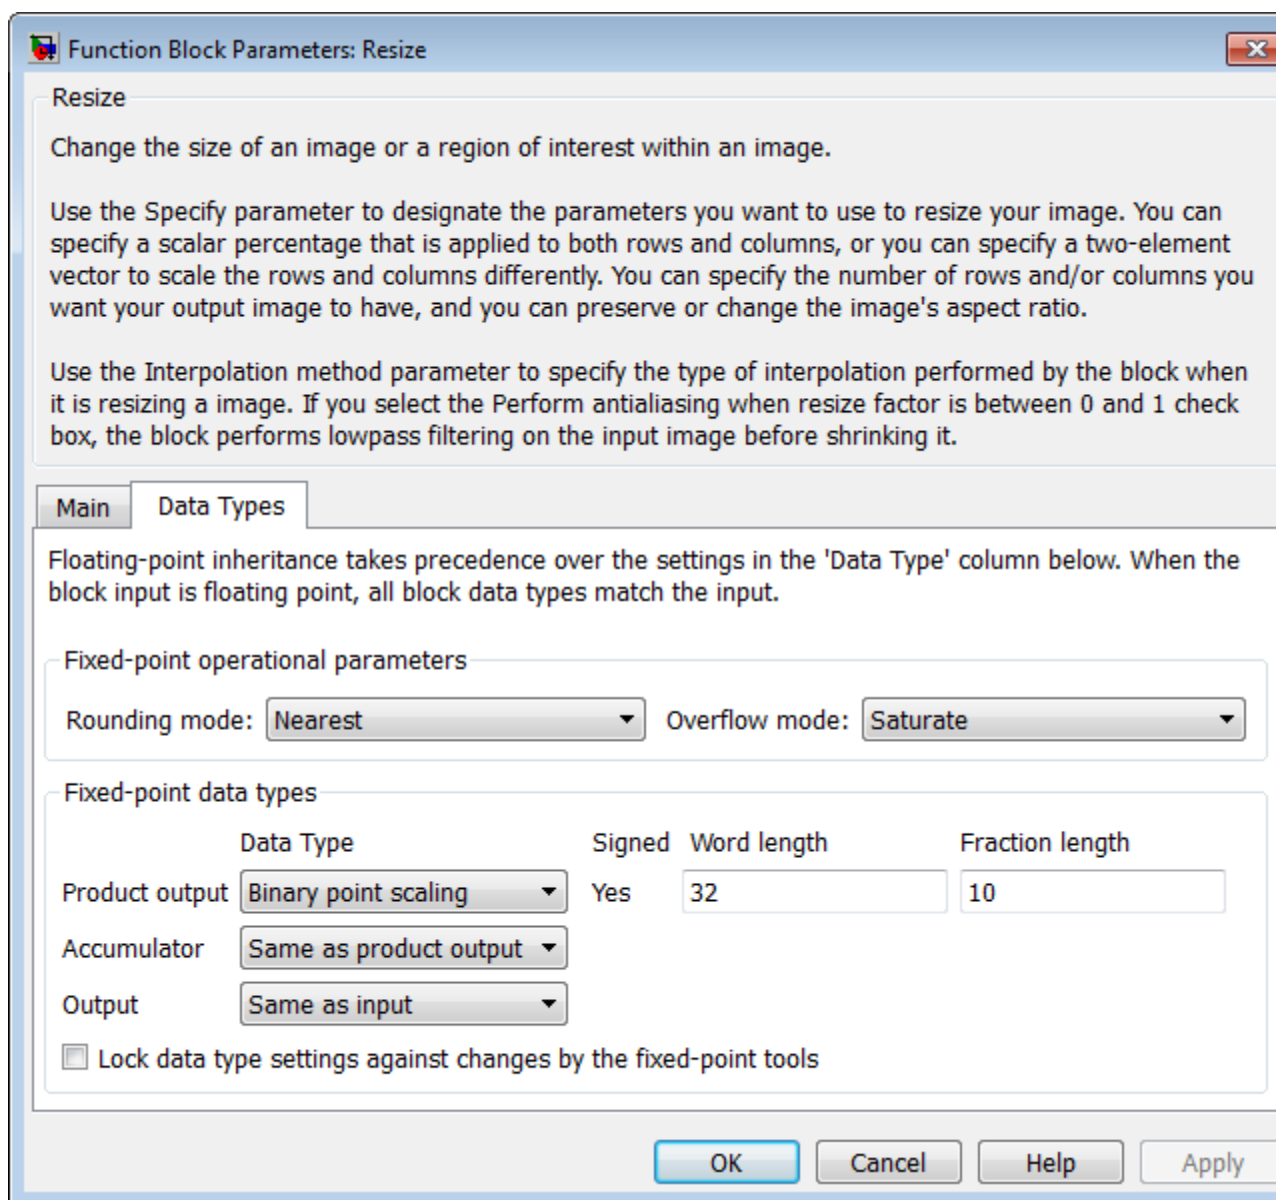 Function Block Parameters: Resize
Resize
Change the size of an image or a region of interest within an image.
Use the Specify parameter to designate the parameters you want to use to resize your image. You can
specify a scalar percentage that is applied to both rows and columns, or you can specify a two-element
vector to scale the rows and columns differently. You can specify the number of rows and/or columns you
want your output image to have, and you can preserve or change the image's aspect ratio.
Use the Interpolation method parameter to specify the type of interpolation performed by the block when
it is resizing a image. If you select the Perform antialiasing when resize factor is between 0 and 1 check
box, the block performs lowpass filtering on the input image before shrinking it.
Main Data Types
Floating-point inheritance takes precedence over the settings in the 'Data Type' column below. When the
block input is floating point, all block data types match the input.
Fixed-point operational parameters
Rounding mode: Nearest Overflow mode: Saturate
Fixed-point data types
Data Type Signed Word length Fraction length
Product output Binary point scaling Yes 32 10
Accumulator Same as product output
Output Same as input
Lock data type settings against changes by the fixed-point tools
OK Cancel Help Apply